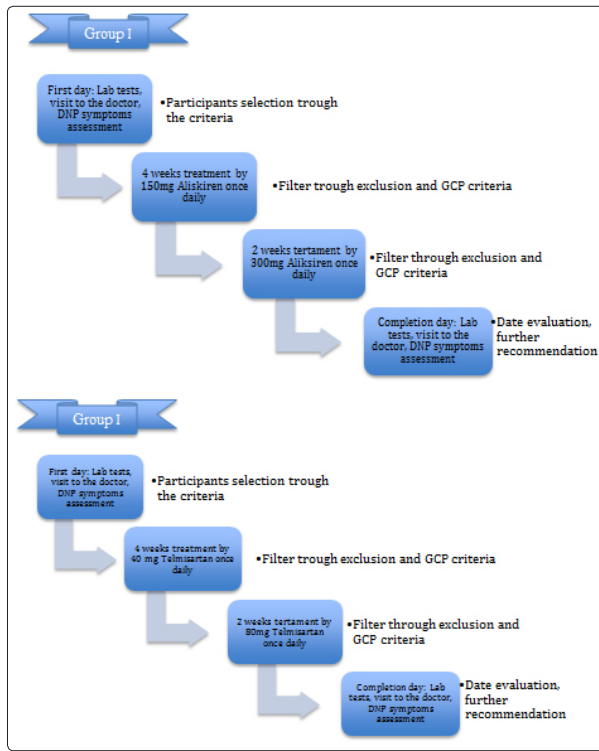 Group I
First day: Lab tests,
visit to the doctor,
DNP symptoms
assessment
•Participants selection trough
the criteria
4 weeks treatment by
150mg Aliskiren once
daily
•Filter trough exclusion and GCP criteria
2 weeks tertament by
300mg Aliksiren once
daily
•Filter through exclusion and
GCP criteria
Completion day: Lab
tests, visit to the
doctor, DNP symptoms
assessment
•Date evaluation,
further
recommendation
Group I
First day: Lab tests,
visit to the doctor,
DNP symptoms
assessment
•Participants selection trough
the criteria
4 weeks treatment by
40 mg Telmisartan once
daily
•Filter trough exclusion and GCP criteria
2 weeks tertament by
80mg Telmisartan
once daily
•Filter through exclusion and
GCP criteria
Completion day: Lab
tests, visit to the doctor,
DNP symptoms
assessment
•Date evaluation,
further
recommendation